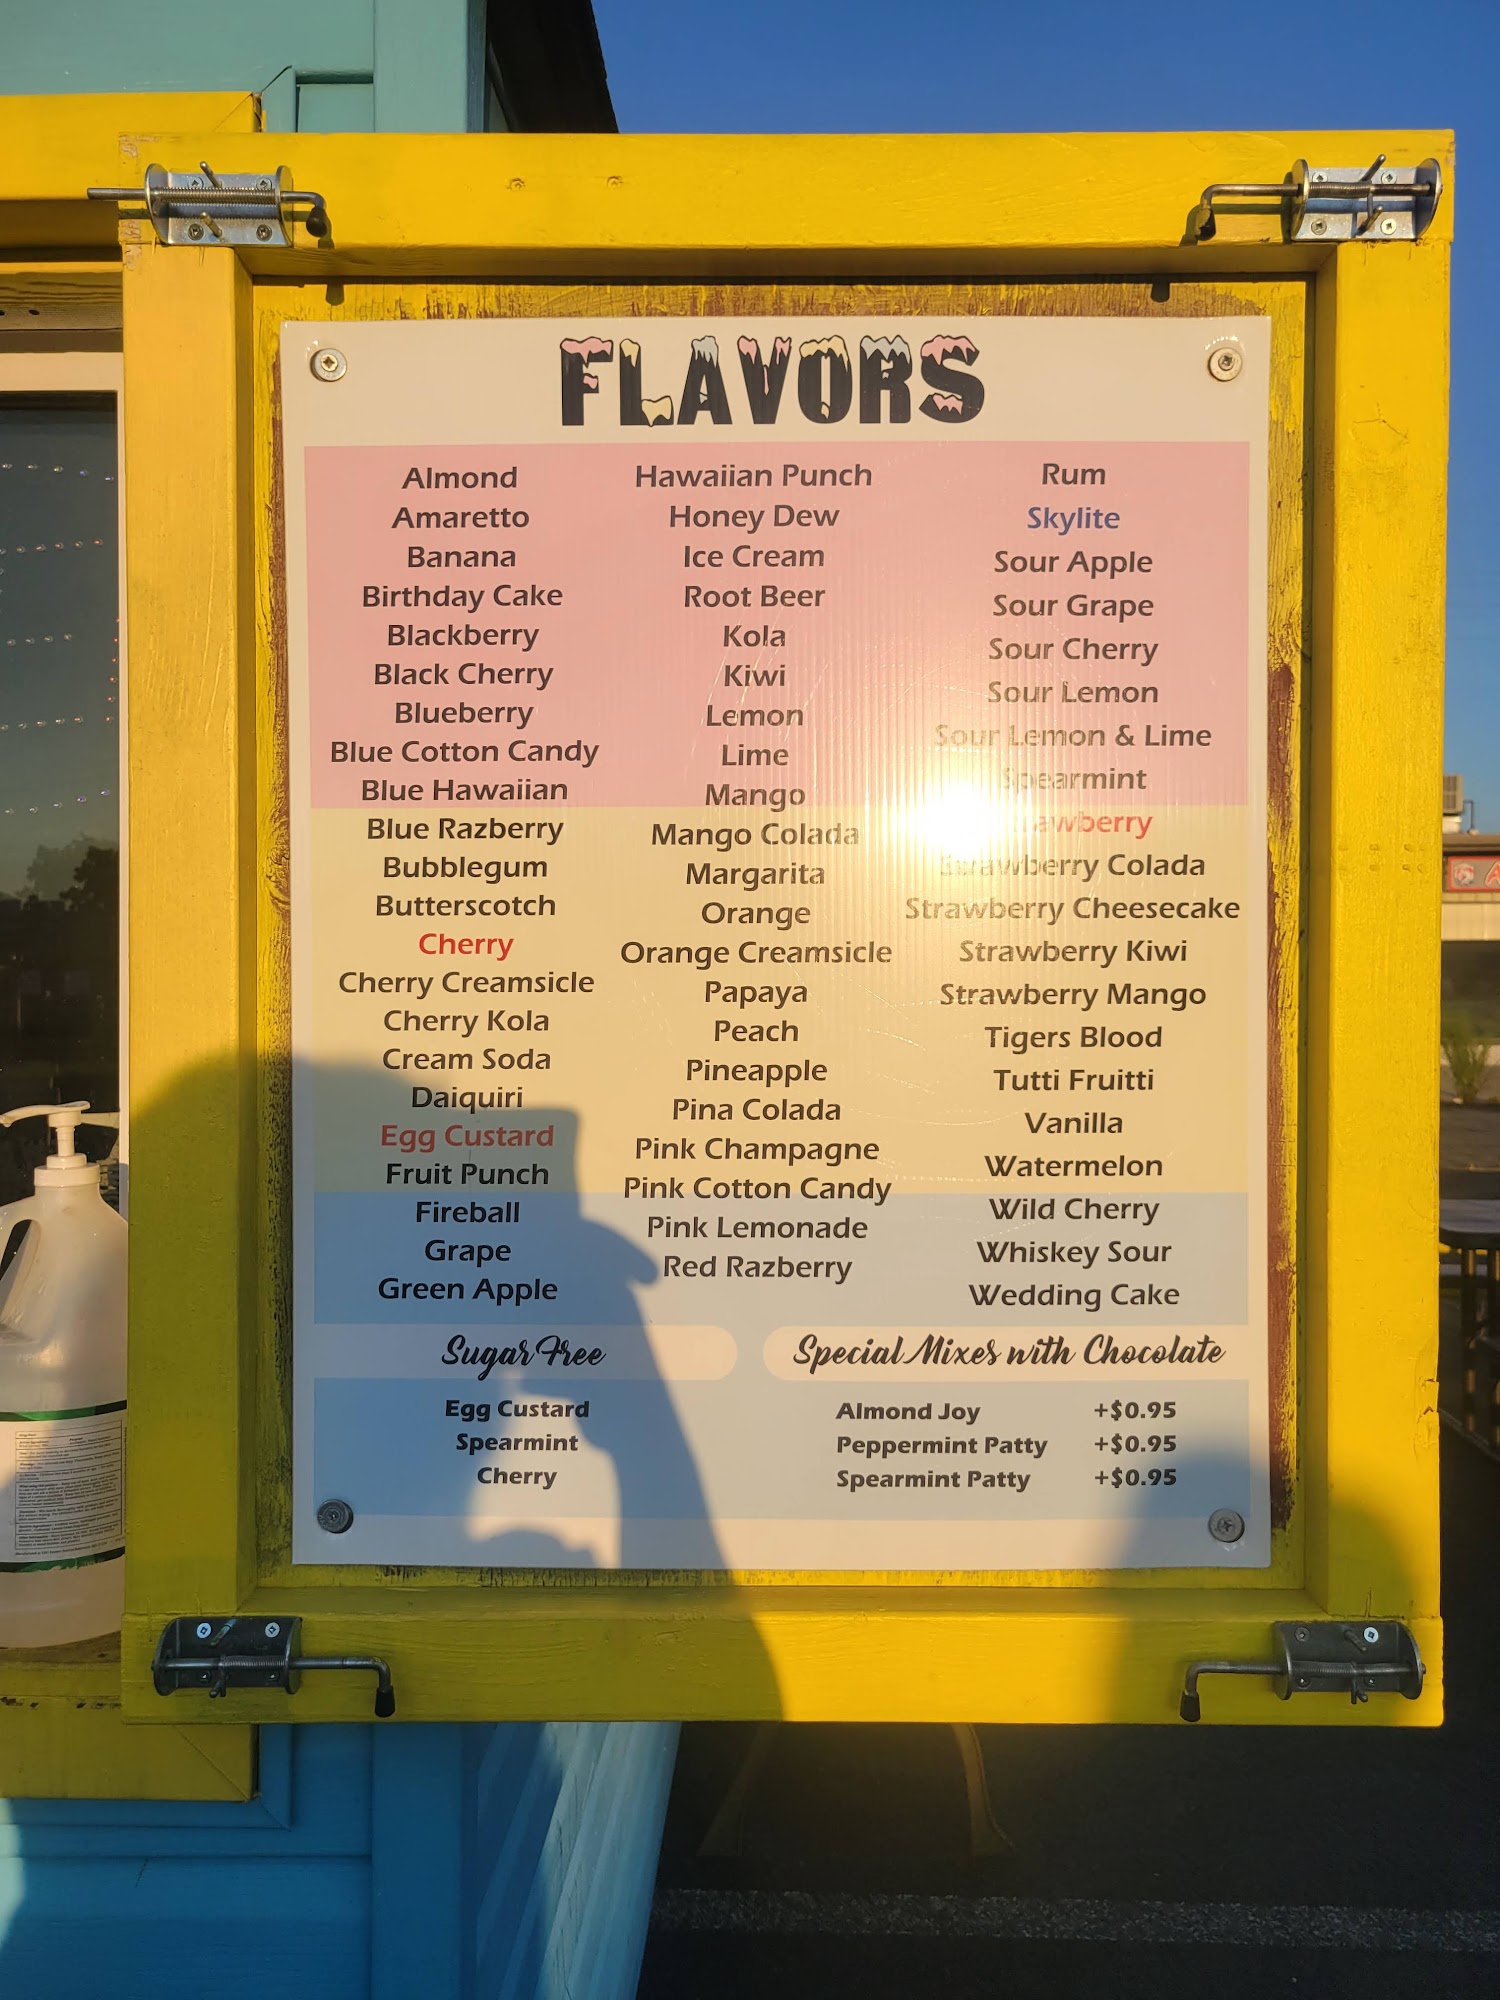 FLAVORS
Almond
Amaretto
Banana
Birthday Cake
Blackberry
Black Cherry
Blueberry
Blue Cotton Candy
Blue Hawaiian
Blue Razberry
Bubblegum
Butterscotch
Cherry
Cherry Creamsicle
Cherry Kola
Cream Soda
Daiquiri
Egg Custard
Fruit Punch
Fireball
Grape
Green Apple
Hawaiian Punch
Honey Dew
Ice Cream
Root Beer
Kola
Kiwi
Lemon
Lime
Mango
Mango Colada
Margarita
Orange
Orange Creamsicle
Papaya
Peach
Pineapple
Pina Colada
Pink Champagne
Pink Cotton Candy
Pink Lemonade
Red Razberry
Rum
Skylite
Sour Apple
Sour Grape
Sour Cherry
Sour Lemon
Sour Lemon & Lime
Spearmint
Strawberry
Strawberry Colada
Strawberry Cheesecake
Strawberry Kiwi
Strawberry Mango
Tigers Blood
Tutti Fruitti
Vanilla
Watermelon
Wild Cherry
Whiskey Sour
Wedding Cake
Sugar Free
Egg Custard
Spearmint
Cherry
Special Mixes with Chocolate
Almond Joy +$0.95
Peppermint Patty +$0.95
Spearmint Patty +$0.95